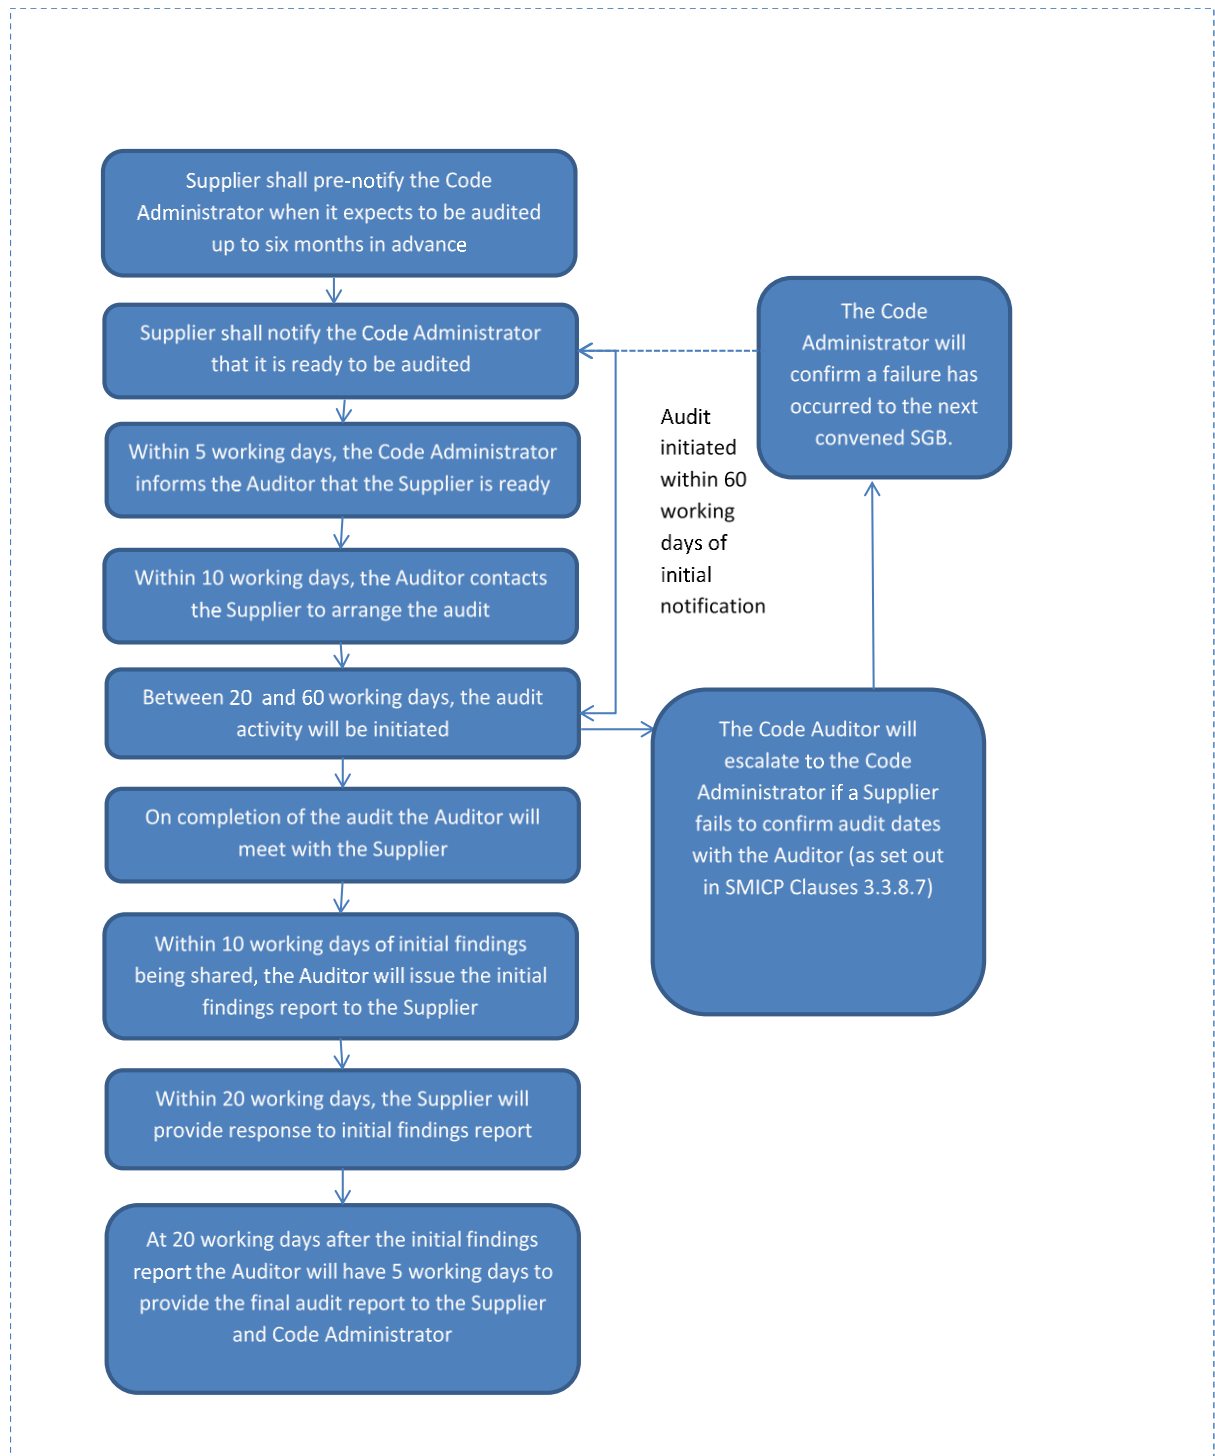 Supplier shall pre-notify the Code
Administrator when it expects to be audited
up to six months in advance
Supplier shall notify the Code Administrator
that it is ready to be audited
Within 5 working days, the Code Administrator
informs the Auditor that the Supplier is ready
Within 10 working days, the Auditor contacts
the Supplier to arrange the audit
Between 20 and 60 working days, the audit
activity will be initiated
On completion of the audit the Auditor will
meet with the Supplier
Within 10 working days of initial findings
being shared, the Auditor will issue the initial
findings report to the Supplier
Within 20 working days, the Supplier will
provide response to initial findings report
At 20 working days after the initial findings
report the Auditor will have 5 working days to
provide the final audit report to the Supplier
and Code Administrator
Audit
initiated
within 60
working
days of
initial
notification
The Code
Administrator will
confirm a failure has
occurred to the next
convened SGB.
The Code Auditor will
escalate to the Code
Administrator if a Supplier
fails to confirm audit dates
with the Auditor (as set out
in SMICP Clauses 3.3.8.7)